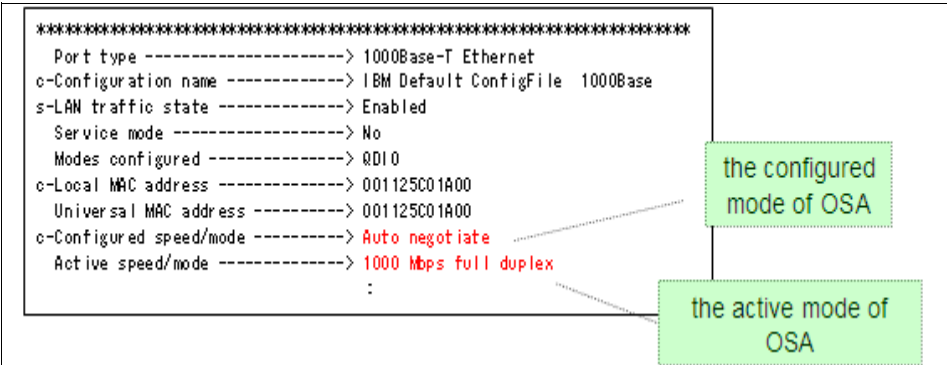 **********************************************************************
Port type ---------------------> 1000Base-T Ethernet
c-Configuration name -------------> IBM Default ConfigFile 1000Base
s-LAN traffic state --------------> Enabled
Service mode ------------------> No
Modes configured ---------------> QDIO
c-Local MAC address --------------> 001125C01A00
Universal MAC address ----------> 001125C01A00
c-Configured speed/mode ----------> Auto negotiate
Active speed/mode --------------> 1000 Mbps full duplex
:
the configured
mode of OSA
the active mode of
OSA